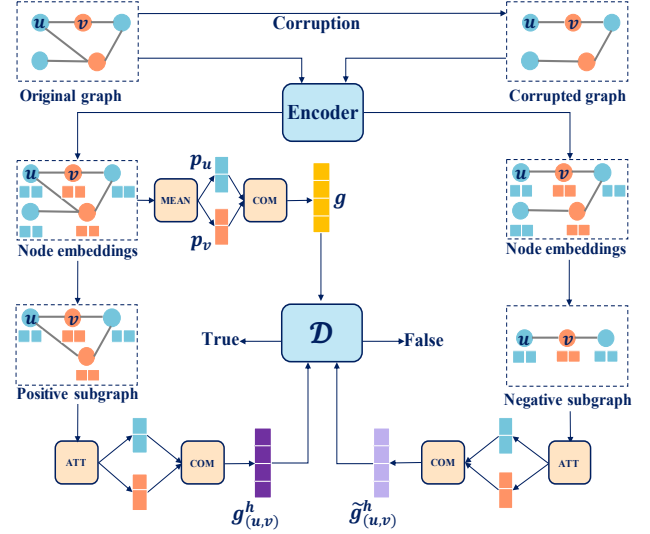 u v
Corruption
u v
Original graph
Corrupted graph
Encoder
u v
p_u
MEAN
COM
g
p_v
u v
Node embeddings
Node embeddings
u v
True
𝒟
False
u v
Positive subgraph
Negative subgraph
ATT
COM
COM
ATT
g^h_{(u,v)}
g̃^h_{(u,v)}